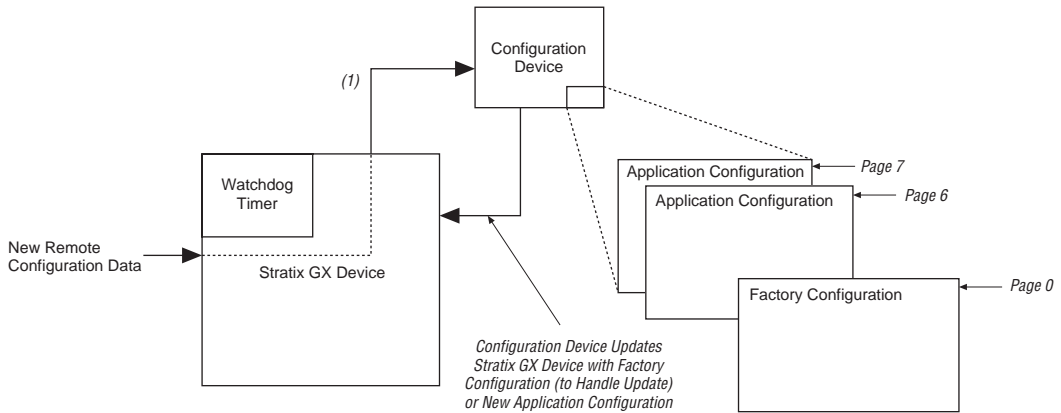 Configuration
Device
(1)
Application Configuration
Page 7
Application Configuration
Page 6
Watchdog
Timer
New Remote
Configuration Data
Stratix GX Device
Factory Configuration
Page 0
Configuration Device Updates
Stratix GX Device with Factory
Configuration (to Handle Update)
or New Application Configuration